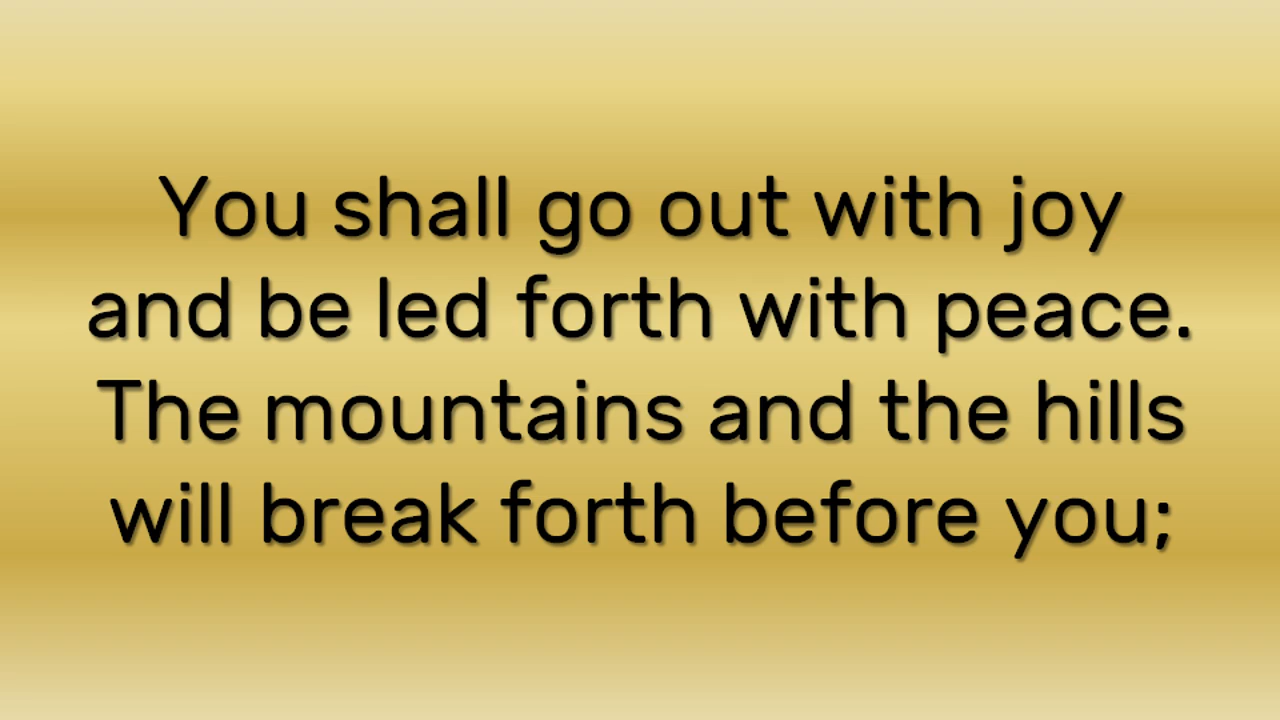 You shall go out with joy
and be led forth with peace.
The mountains and the hills
will break forth before you;